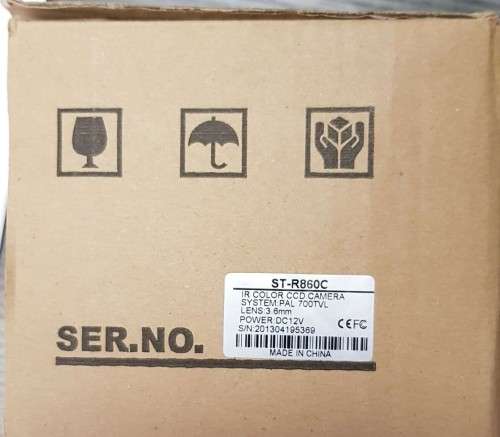 ST-R860C
IR COLOR CCD CAMERA
SYSTEM:PAL 700TVL
LENS:3.6mm
POWER:DC12V
CE FC
S/N:201304195369
MADE IN CHINA
SER.NO.